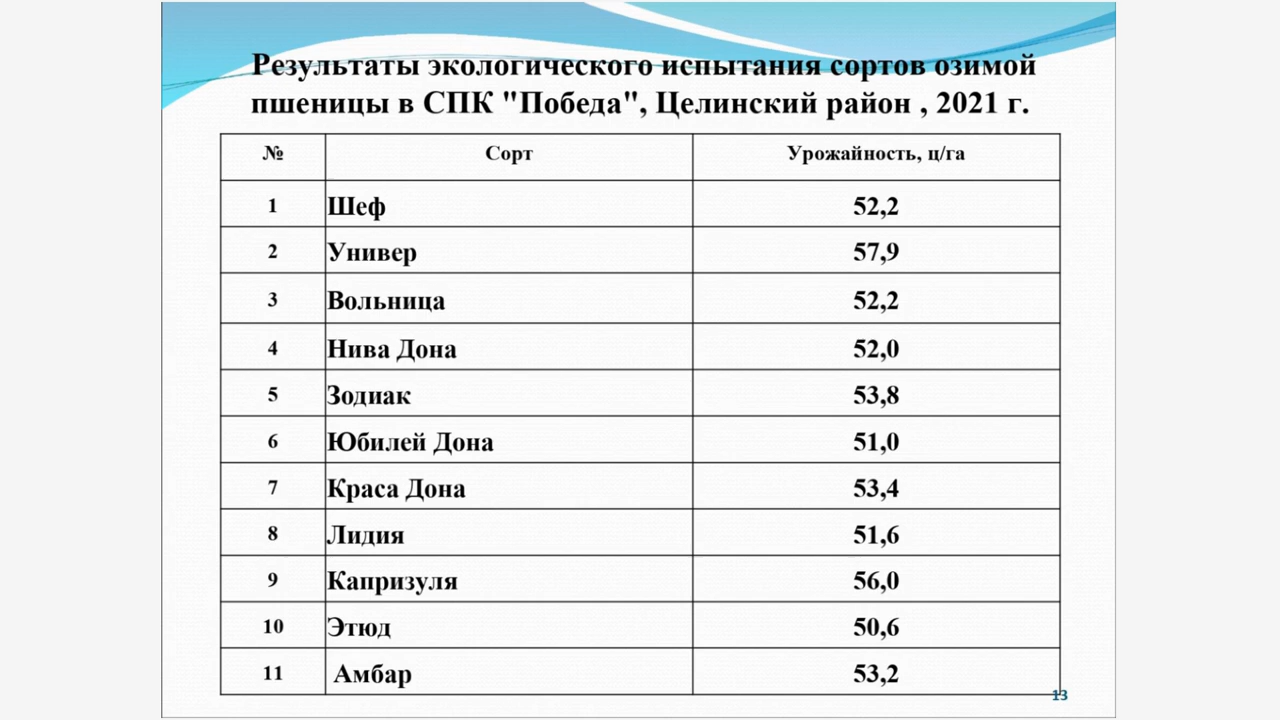 Результаты экологического испытания сортов озимой
пшеницы в СПК "Победа", Целинский район , 2021 г.
№ Сорт Урожайность, ц/га
1 Шеф 52,2
2 Универ 57,9
3 Вольница 52,2
4 Нива Дона 52,0
5 Зодиак 53,8
6 Юбилей Дона 51,0
7 Краса Дона 53,4
8 Лидия 51,6
9 Капризуля 56,0
10 Этюд 50,6
11 Амбар 53,2
13